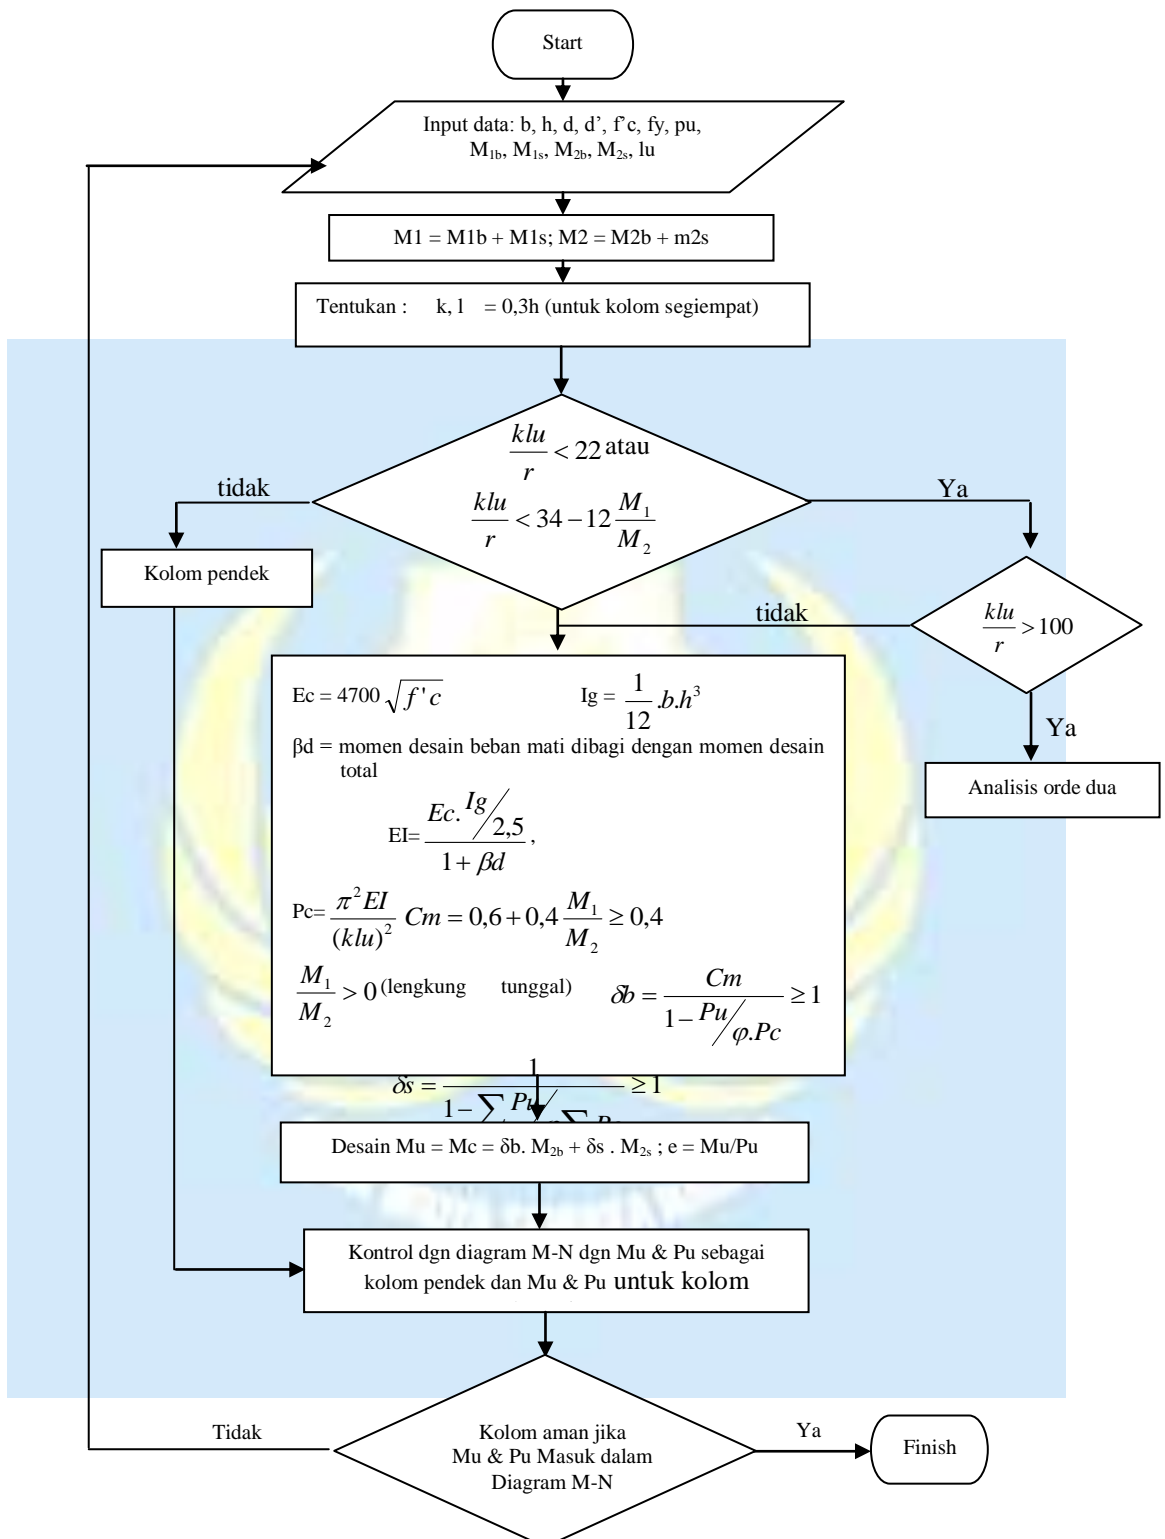 Start
Input data: b, h, d, d’, f’c, fy, pu,
M1b, M1s, M2b, M2s, lu
M1 = M1b + M1s; M2 = M2b + m2s
Tentukan : k, l = 0,3h (untuk kolom segiempat)
klu/r < 22 atau
klu/r < 34 − 12 M1/M2
tidak
Ya
Kolom pendek
klu/r > 100
tidak
Ya
Analisis orde dua
Ec = 4700 √f'c Ig = 1/12 .b.h³
βd = momen desain beban mati dibagi dengan momen desain
total
EI= (Ec. Ig/2,5)/(1 + βd) ,
Pc= π²EI/(klu)² Cm = 0,6 + 0,4 M1/M2 ≥ 0,4
M1/M2 > 0 (lengkung tunggal) δb = Cm/(1 − Pu/φ.Pc) ≥ 1
δs = 1/(1 − ∑ Pu/ ∑ ) ≥ 1
Desain Mu = Mc = δb. M2b + δs . M2s ; e = Mu/Pu
Kontrol dgn diagram M-N dgn Mu & Pu sebagai
kolom pendek dan Mu & Pu untuk kolom
Tidak
Kolom aman jika
Mu & Pu Masuk dalam
Diagram M-N
Ya
Finish